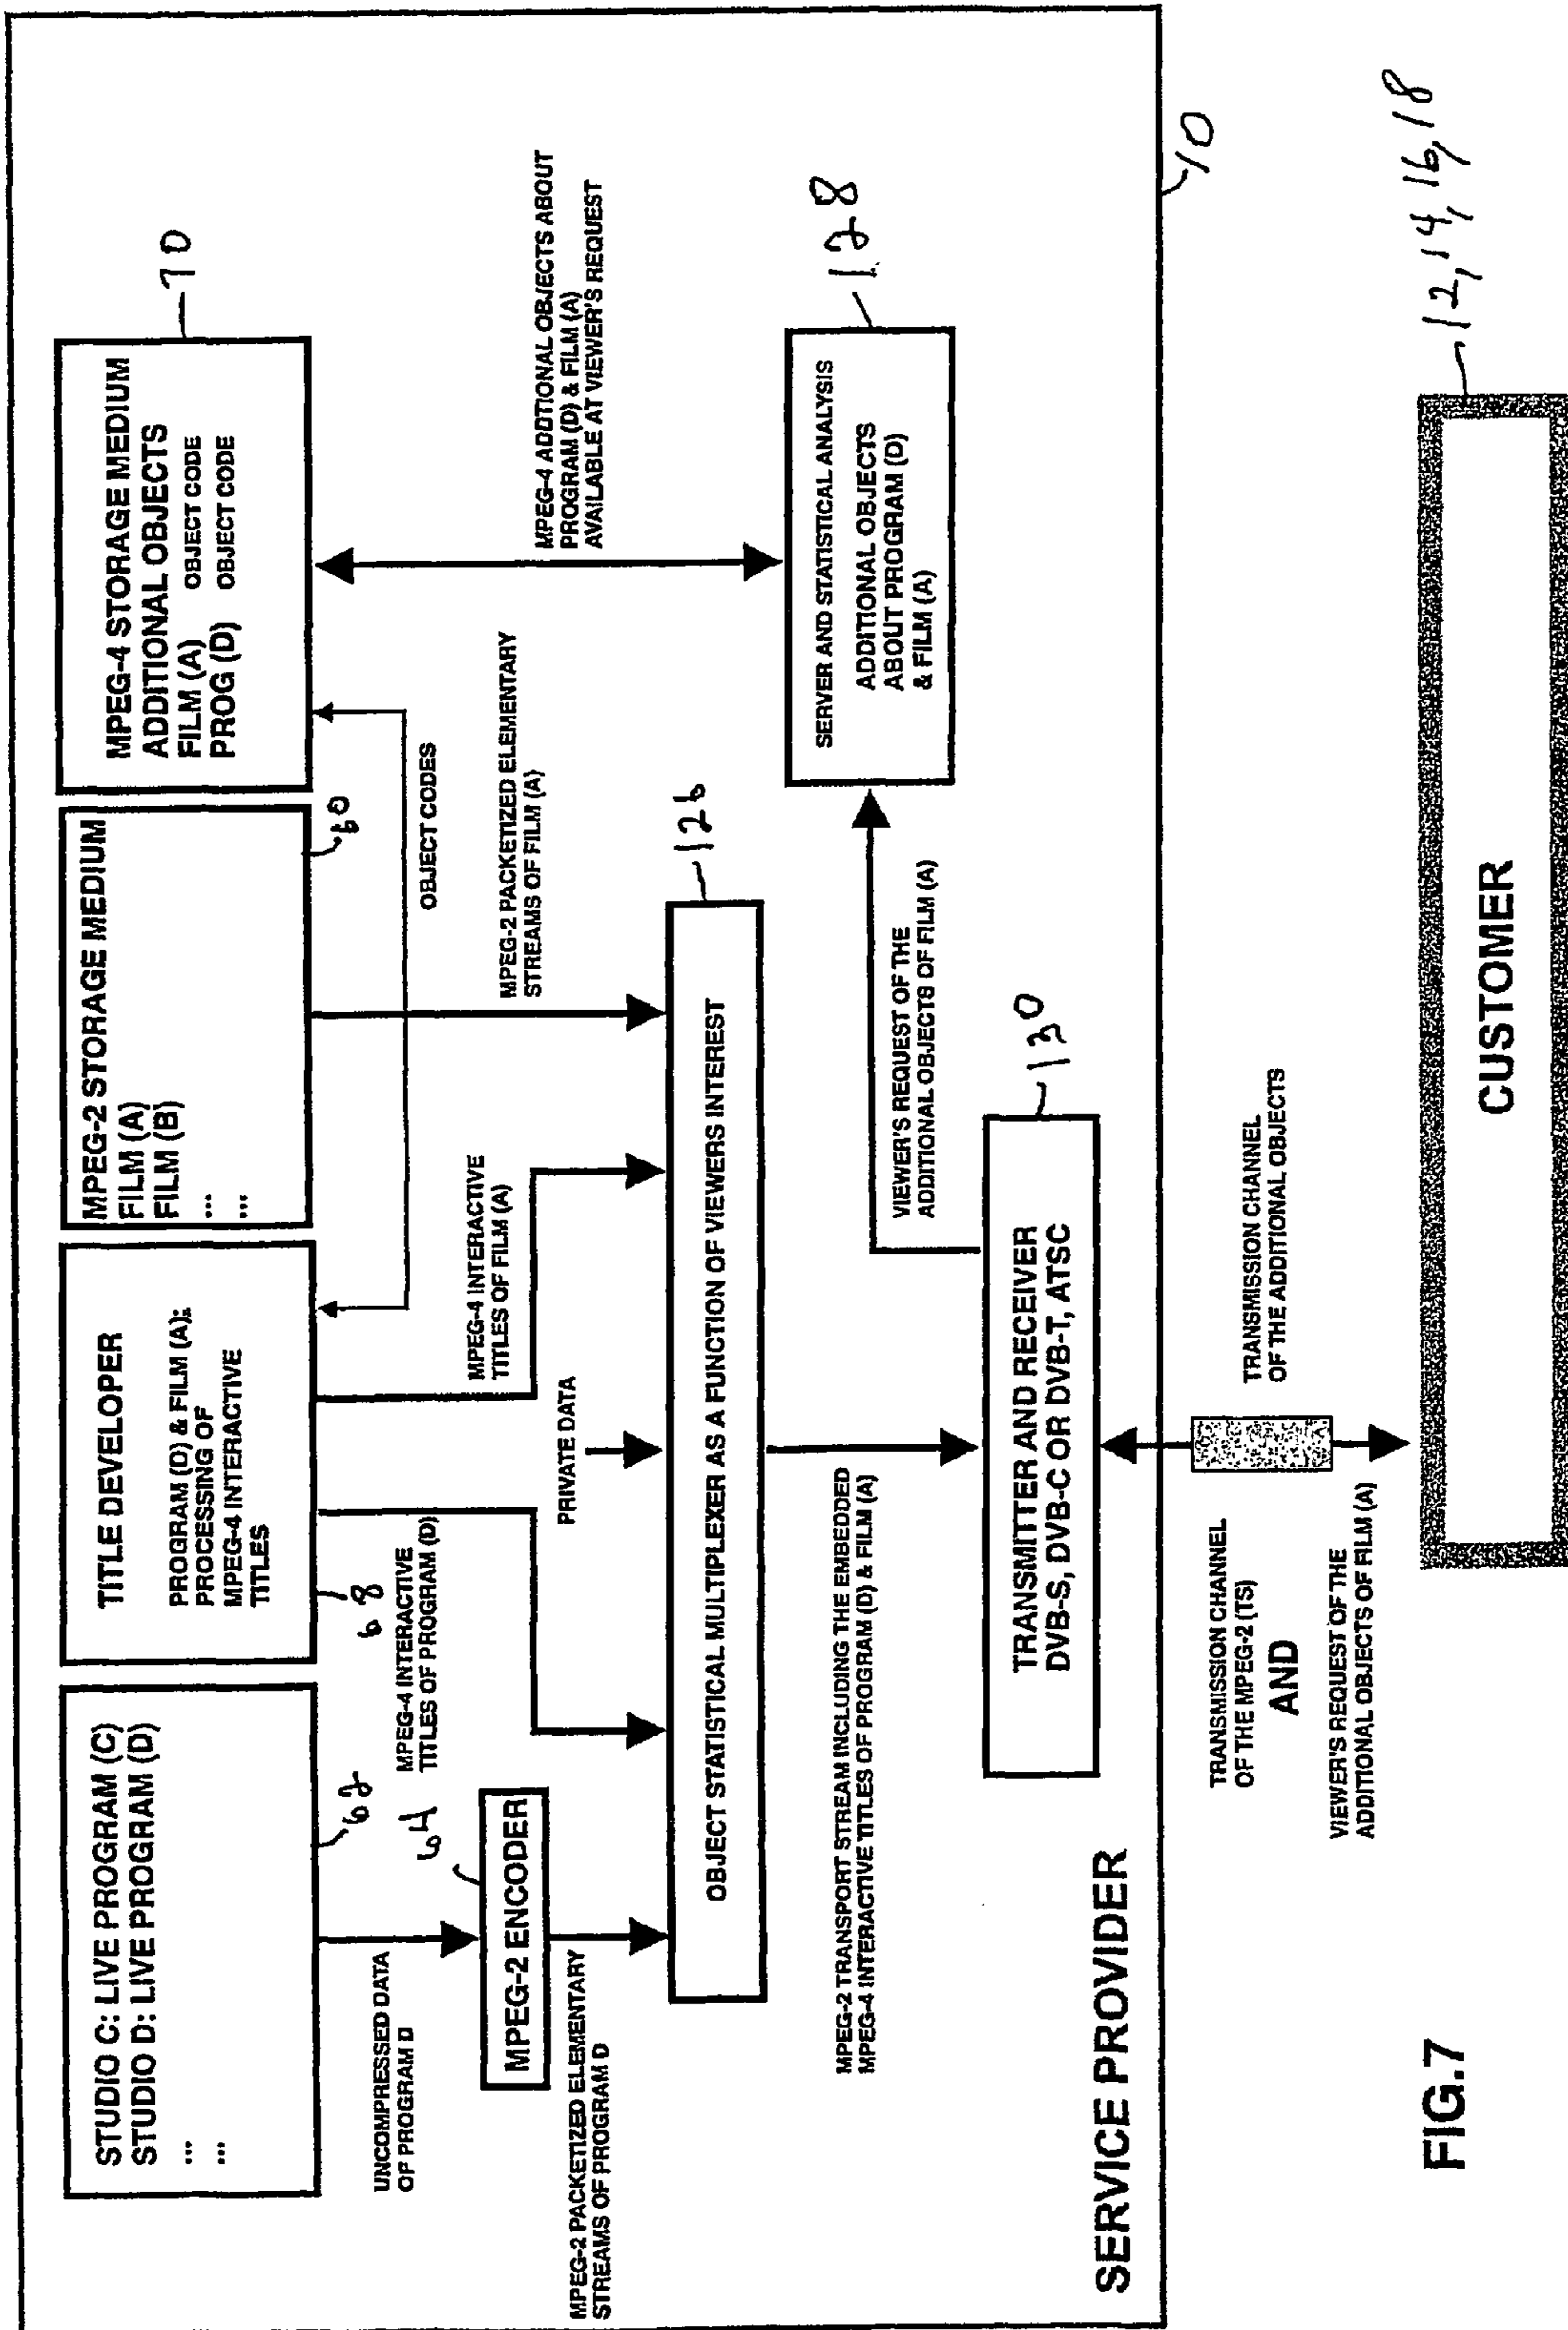 STUDIO C: LIVE PROGRAM (C)
STUDIO D: LIVE PROGRAM (D)
...
...
62
TITLE DEVELOPER
PROGRAM (D) & FILM (A):
PROCESSING OF
MPEG-4 INTERACTIVE
TITLES
68
MPEG-2 STORAGE MEDIUM
FILM (A)
FILM (B)
...
...
60
MPEG-4 STORAGE MEDIUM
ADDITIONAL OBJECTS
FILM (A) OBJECT CODE
PROG (D) OBJECT CODE
70
UNCOMPRESSED DATA
OF PROGRAM D
64
MPEG-2 ENCODER
MPEG-2 PACKETIZED ELEMENTARY
STREAMS OF PROGRAM D
MPEG-4 INTERACTIVE
TITLES OF PROGRAM (D)
PRIVATE DATA
MPEG-4 INTERACTIVE
TITLES OF FILM (A)
OBJECT CODES
MPEG-2 PACKETIZED ELEMENTARY
STREAMS OF FILM (A)
MPEG-4 ADDTIONAL OBJECTS ABOUT
PROGRAM (D) & FILM (A)
AVAILABLE AT VIEWER'S REQUEST
126
OBJECT STATISTICAL MULTIPLEXER AS A FUNCTION OF VIEWERS INTEREST
SERVER AND STATISTICAL ANALYSIS
ADDITIONAL OBJECTS
ABOUT PROGRAM (D)
& FILM (A)
128
MPEG-2 TRANSPORT STREAM INCLUDING THE EMBEDDED
MPEG-4 INTERACTIVE TITLES OF PROGRAM (D) & FILM (A)
VIEWER'S REQUEST OF THE
ADDITIONAL OBJECTS OF FILM (A)
TRANSMITTER AND RECEIVER
DVB-S, DVB-C OR DVB-T, ATSC
130
SERVICE PROVIDER
10
TRANSMISSION CHANNEL
OF THE MPEG-2 (TS)
AND
VIEWER'S REQUEST OF THE
ADDITIONAL OBJECTS OF FILM (A)
TRANSMISSION CHANNEL
OF THE ADDITIONAL OBJECTS
12, 14, 16, 18
CUSTOMER
FIG.7